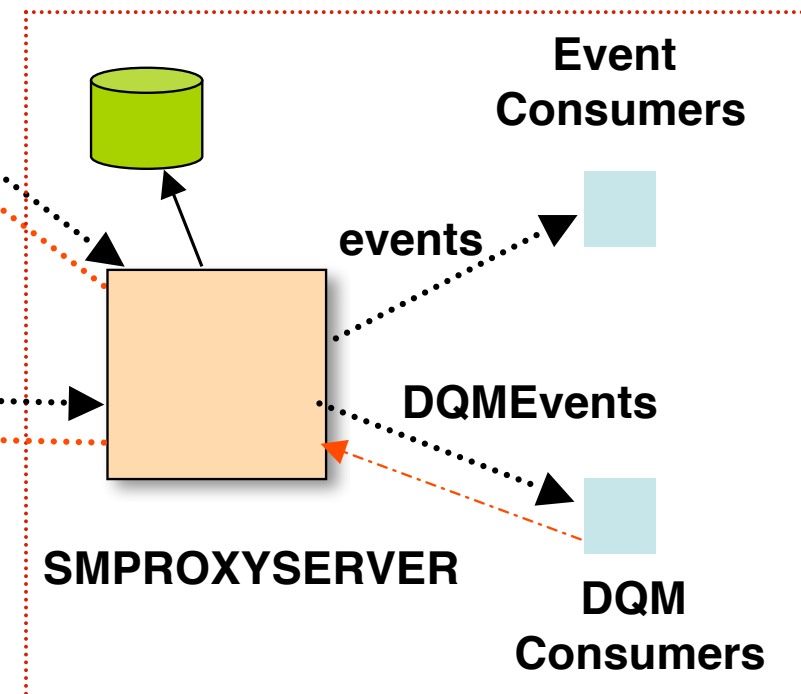 Event
Consumers
events
DQMEvents
SMPROXYSERVER
DQM
Consumers